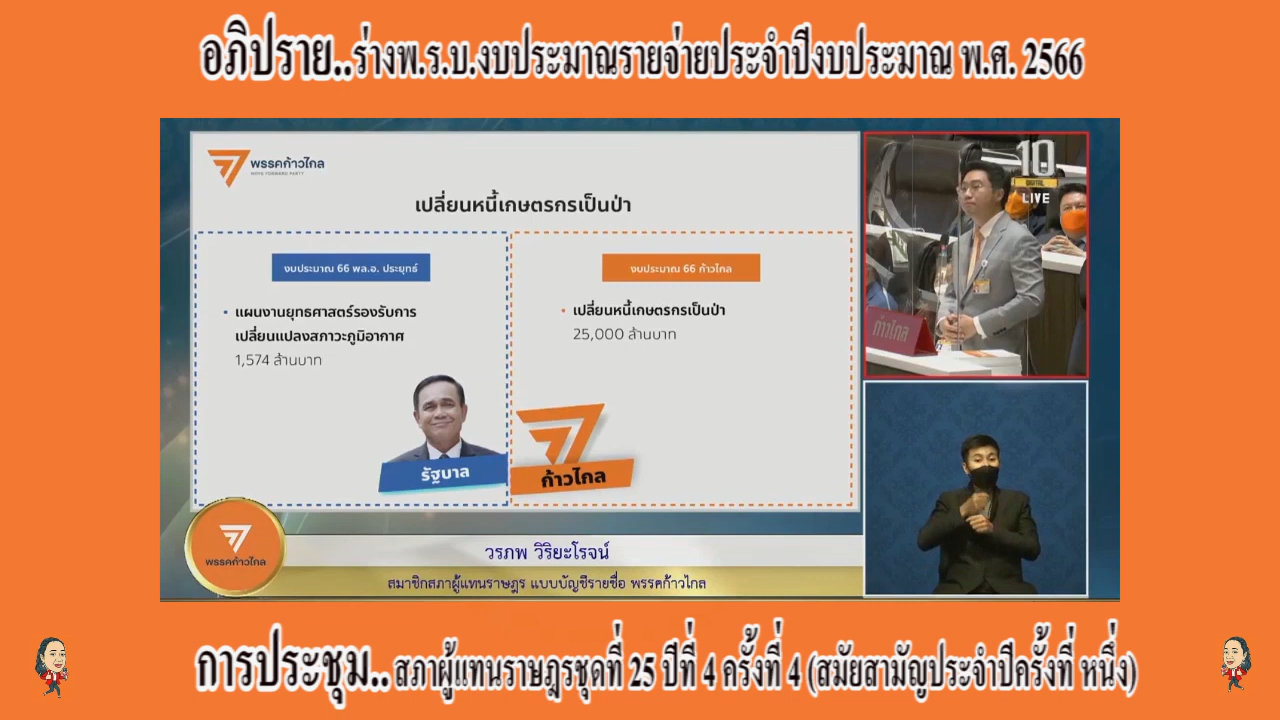 อภิปราย..ร่างพ.ร.บ.งบประมาณรายจ่ายประจำปีงบประมาณ พ.ศ. 2566
พรรคก้าวไกล
MOVE FORWARD PARTY
เปลี่ยนหนี้เกษตรกรเป็นป่า
งบประมาณ 66 พล.อ. ประยุทธ์
• แผนงานยุทธศาสตร์รองรับการ
เปลี่ยนแปลงสภาวะภูมิอากาศ
1,574 ล้านบาท
รัฐบาล
งบประมาณ 66 ก้าวไกล
• เปลี่ยนหนี้เกษตรกรเป็นป่า
25,000 ล้านบาท
ก้าวไกล
10
DIGITAL
LIVE
ก้าวไกล
พรรคก้าวไกล
วรภพ วิริยะโรจน์
สมาชิกสภาผู้แทนราษฎร แบบบัญชีรายชื่อ พรรคก้าวไกล
การประชุม.. สภาผู้แทนราษฎรชุดที่ 25 ปีที่ 4 ครั้งที่ 4 (สมัยสามัญประจำปีครั้งที่ หนึ่ง)